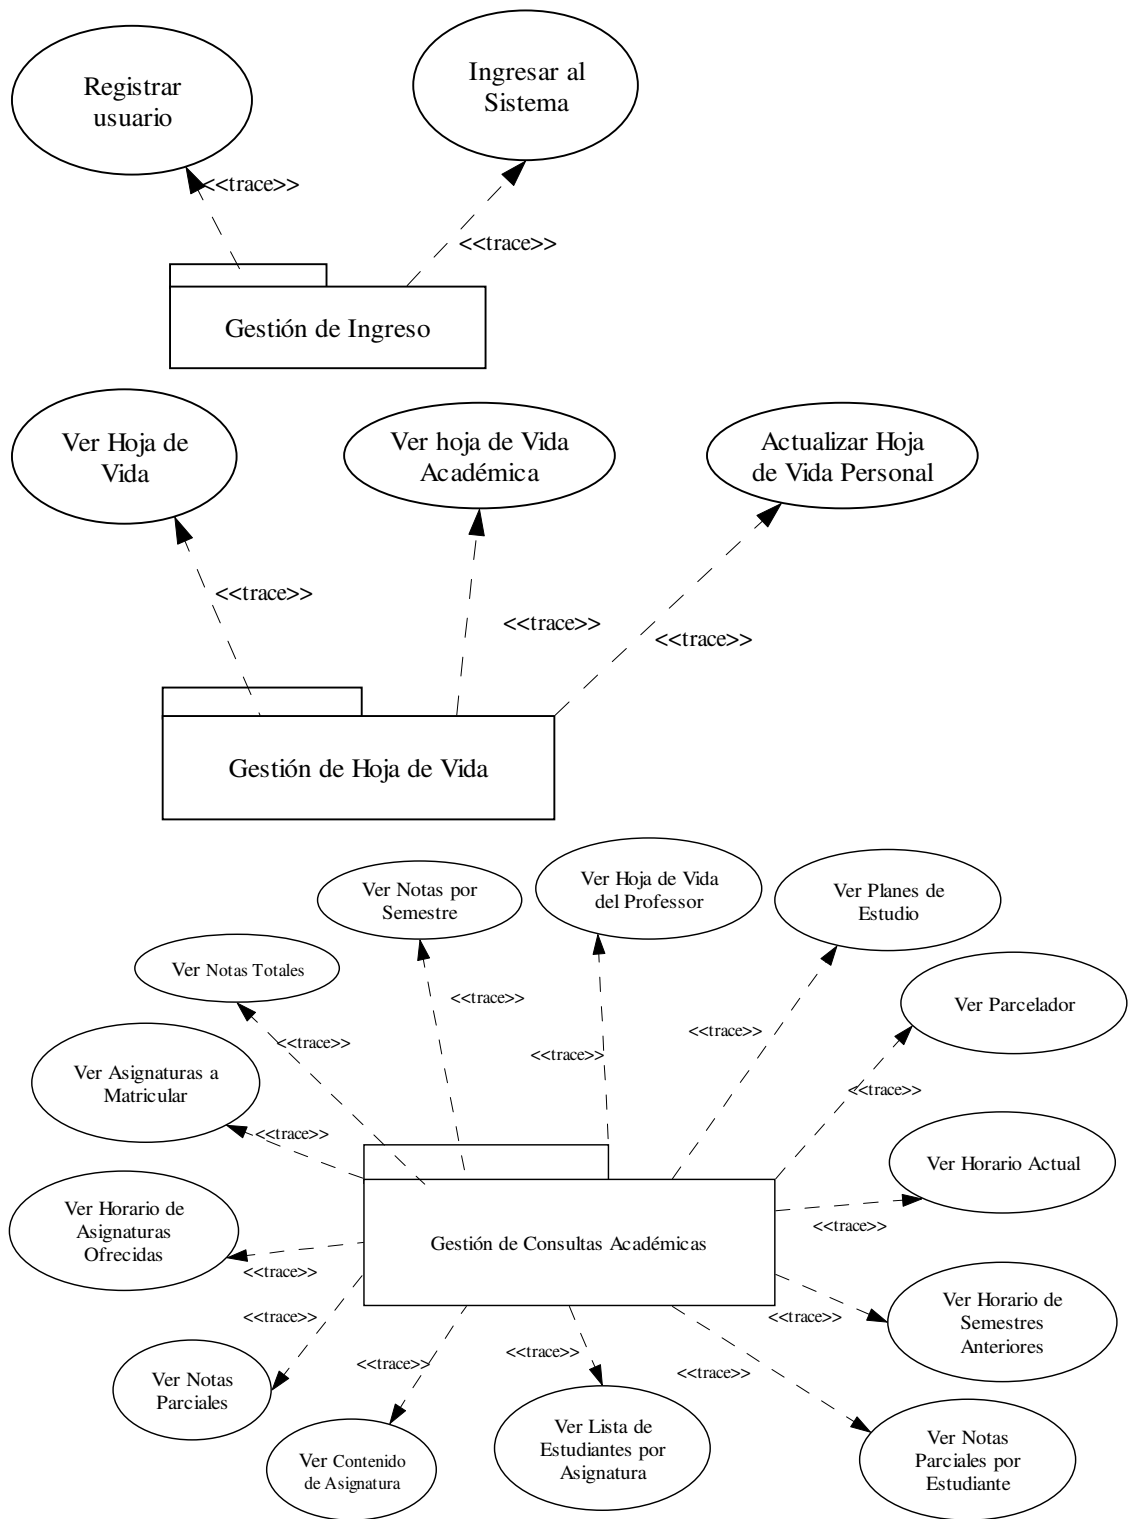 Registrar
usuario
Ingresar al
Sistema
<<trace>>
<<trace>>
Gestión de Ingreso
Ver Hoja de
Vida
Ver hoja de Vida
Académica
Actualizar Hoja
de Vida Personal
<<trace>>
<<trace>>
<<trace>>
Gestión de Hoja de Vida
Ver Notas por
Semestre
Ver Hoja de Vida
del Professor
Ver Planes de
Estudio
Ver Notas Totales
<<trace>>
Ver Parcelador
<<trace>>
<<trace>>
<<trace>>
Ver Asignaturas a
Matricular
<<trace>>
<<trace>>
Ver Horario Actual
Ver Horario de
Asignaturas
Ofrecidas
<<trace>>
Gestión de Consultas Académicas
<<trace>>
<<trace>>
<<trace>>
Ver Horario de
Semestres
Anteriores
Ver Notas
Parciales
<<trace>>
<<trace>>
<<trace>>
Ver Contenido
de Asignatura
Ver Lista de
Estudiantes por
Asignatura
Ver Notas
Parciales por
Estudiante